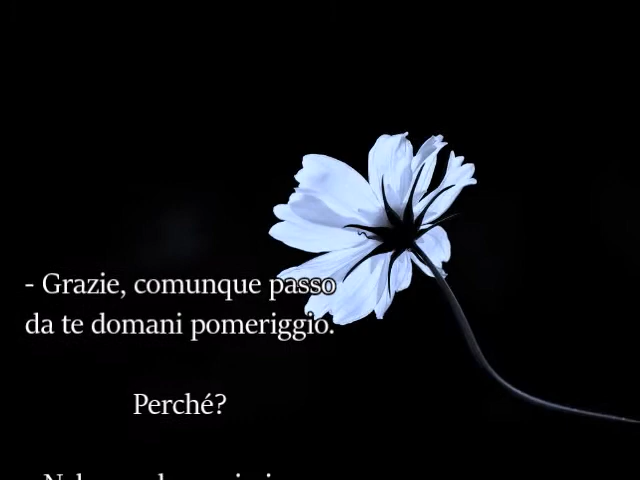 - Grazie, comunque passo
da te domani pomeriggio.
Perché?